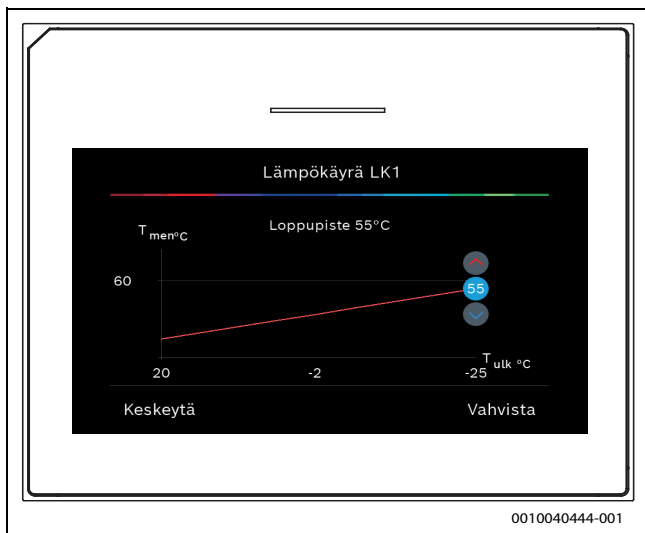 Lämpökäyrä LK1
Loppupiste 55°C
T men°C
60
55
T ulk °C
20 -2 -25
Keskeytä Vahvista
0010040444-001